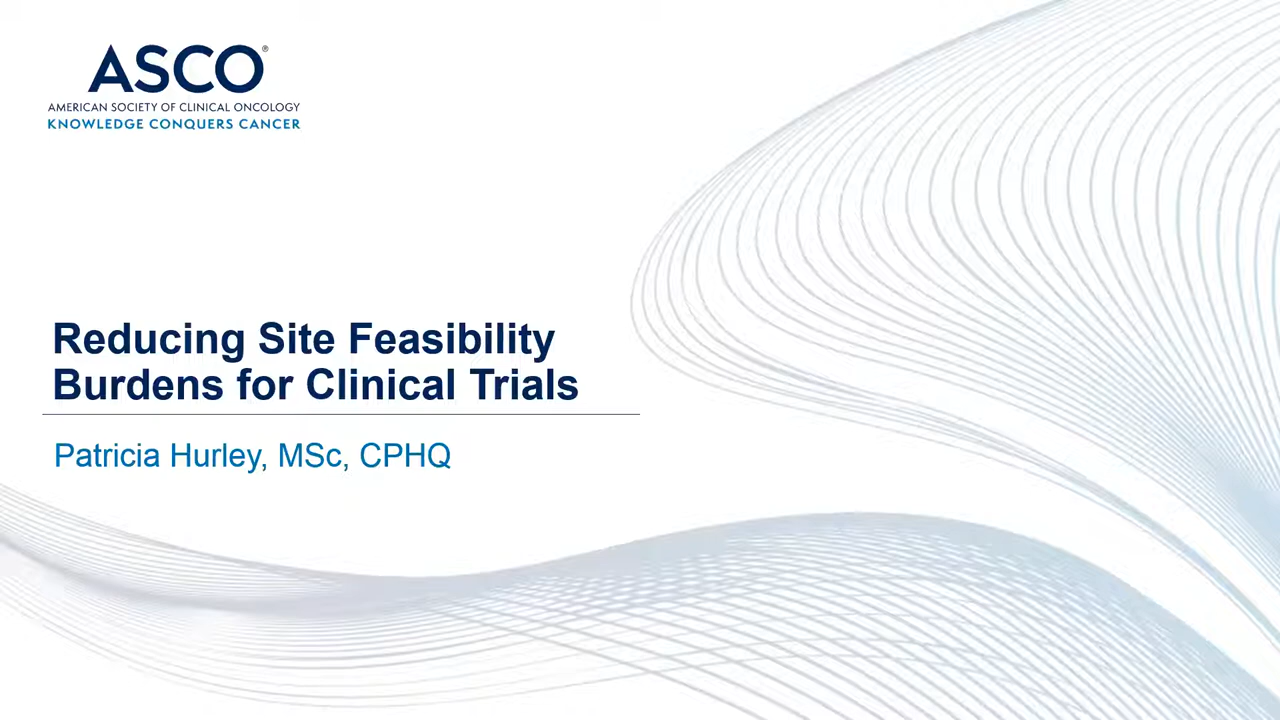 ASCO®
AMERICAN SOCIETY OF CLINICAL ONCOLOGY
KNOWLEDGE CONQUERS CANCER
Reducing Site Feasibility
Burdens for Clinical Trials
Patricia Hurley, MSc, CPHQ